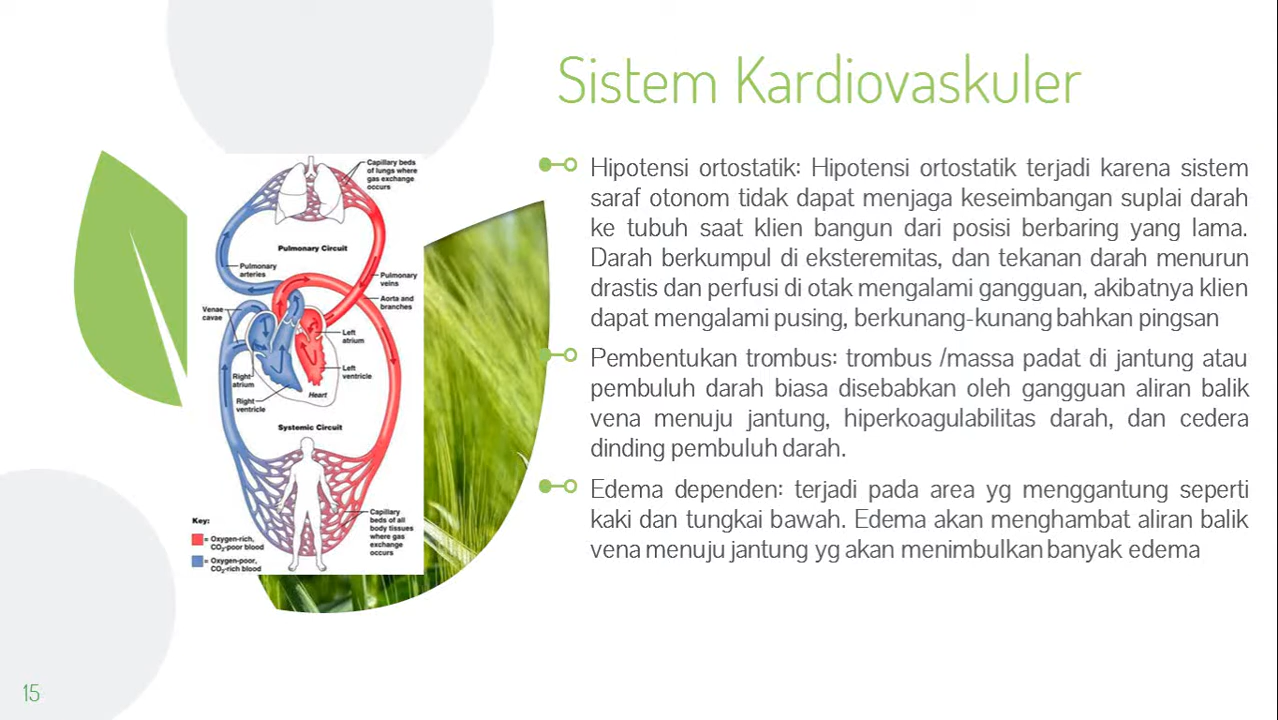 Sistem Kardiovaskuler
Hipotensi ortostatik: Hipotensi ortostatik terjadi karena sistem
saraf otonom tidak dapat menjaga keseimbangan suplai darah
ke tubuh saat klien bangun dari posisi berbaring yang lama.
Darah berkumpul di eksteremitas, dan tekanan darah menurun
drastis dan perfusi di otak mengalami gangguan, akibatnya klien
dapat mengalami pusing, berkunang-kunang bahkan pingsan
Pembentukan trombus: trombus /massa padat di jantung atau
pembuluh darah biasa disebabkan oleh gangguan aliran balik
vena menuju jantung, hiperkoagulabilitas darah, dan cedera
dinding pembuluh darah.
Edema dependen: terjadi pada area yg menggantung seperti
kaki dan tungkai bawah. Edema akan menghambat aliran balik
vena menuju jantung yg akan menimbulkan banyak edema
Capillary beds
of lungs where
gas exchange
occurs
Pulmonary Circuit
Pulmonary
arteries
Pulmonary
veins
Aorta and
branches
Venae
cavae
Left
atrium
Left
ventricle
Right
atrium
Right
ventricle
Heart
Systemic Circuit
Capillary
beds of all
body tissues
where gas
exchange
occurs
Key:
= Oxygen-rich,
CO₂-poor blood
= Oxygen-poor,
CO₂-rich blood
15